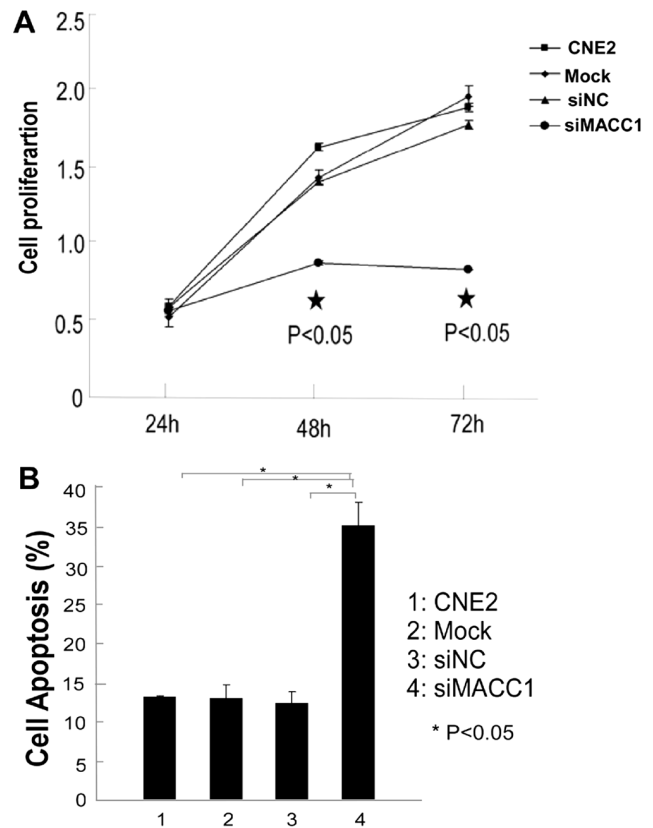 A
2.5
2.0
1.5
1.0
0.5
0
Cell proliferartion
CNE2
Mock
siNC
siMACC1
P<0.05
P<0.05
24h
48h
72h
B
40
35
30
25
20
15
10
5
0
Cell Apoptosis (%)
*
*
*
1: CNE2
2: Mock
3: siNC
4: siMACC1
* P<0.05
1
2
3
4